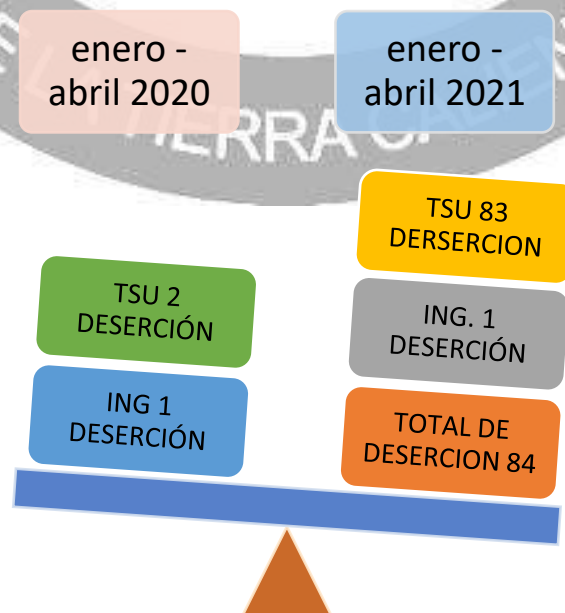 enero -
abril 2020
enero -
abril 2021
TIERRA
TSU 2
DESERCIÓN
ING 1
DESERCIÓN
TSU 83
DERSERCION
ING. 1
DESERCIÓN
TOTAL DE
DESERCION 84